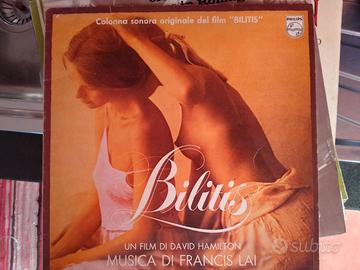 Colonna sonora originale del film "BILITIS"
PHILIPS
Bilitis
UN FILM DI DAVID HAMILTON
MUSICA DI FRANCIS LAI
subito